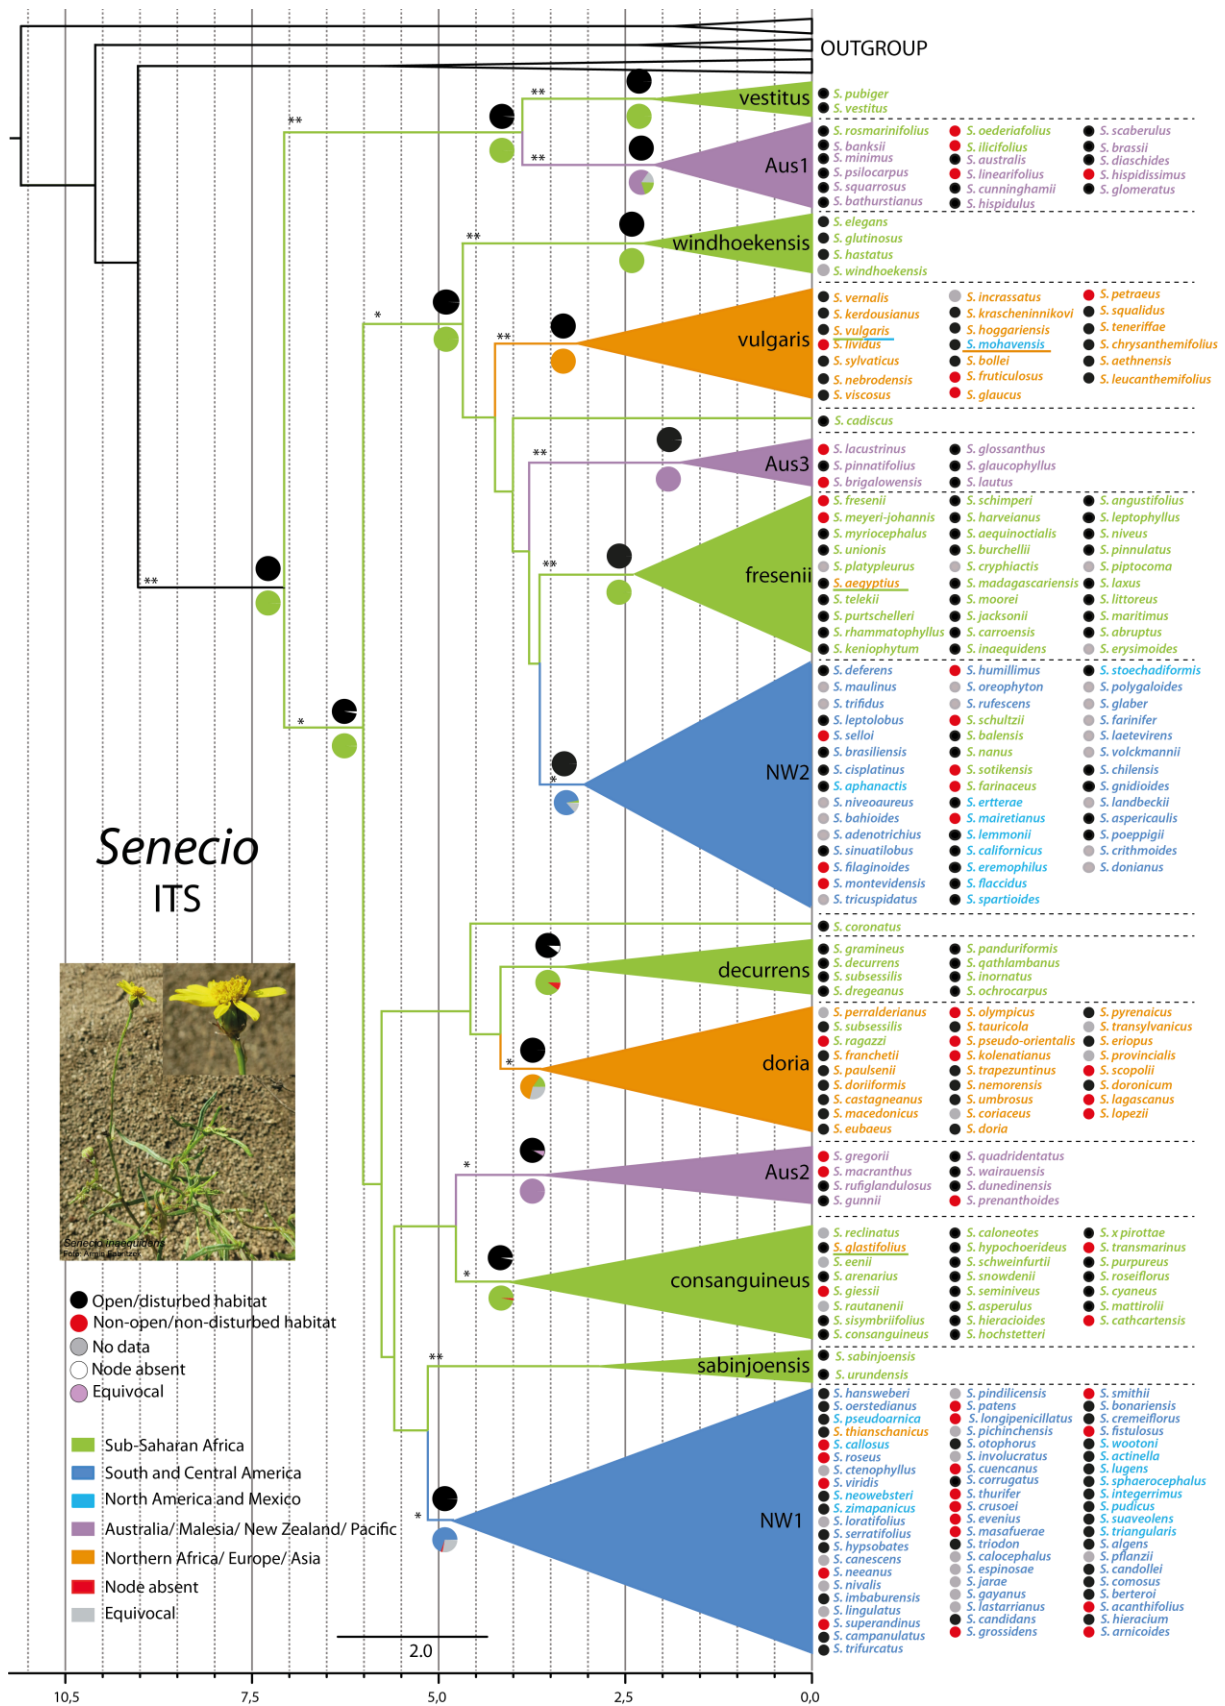 OUTGROUP
vestitus
S. pubiger
S. vestitus
Aus1
S. rosmarinifolius S. oederiafolius S. scaberulus
S. banksii S. ilicifolius S. brassii
S. minimus S. australis S. diaschides
S. psilocarpus S. linearifolius S. hispidissimus
S. squarrosus S. cunninghamii S. glomeratus
S. bathurstianus S. hispidulus
windhoekensis
S. elegans
S. glutinosus
S. hastatus
S. windhoekensis
vulgaris
S. vernalis S. incrassatus S. petraeus
S. kerdousianus S. krascheninnikovi S. squalidus
S. vulgaris S. hoggariensis S. teneriffae
S. lividus S. mohavensis S. chrysanthemifolius
S. sylvaticus S. bollei S. aethnensis
S. nebrodensis S. fruticulosus S. leucanthemifolius
S. viscosus S. glaucus
S. cadiscus
Aus3
S. lacustrinus S. glossanthus
S. pinnatifolius S. glaucophyllus
S. brigalowensis S. lautus
fresenii
S. fresenii S. schimperi S. angustifolius
S. meyeri-johannis S. harveianus S. leptophyllus
S. myriocephalus S. aequinoctialis S. niveus
S. unionis S. burchellii S. pinnulatus
S. platypleurus S. cryphiactis S. piptocoma
S. aegyptius S. madagascariensis S. laxus
S. telekii S. moorei S. littoreus
S. purtschelleri S. jacksonii S. maritimus
S. rhammatophyllus S. carroensis S. abruptus
S. keniophytum S. inaequidens S. erysimoides
NW2
S. deferens S. humillimus S. stoechadiformis
S. maulinus S. oreophyton S. polygaloides
S. trifidus S. rufescens S. glaber
S. leptolobus S. schultzii S. farinifer
S. selloi S. balensis S. laetevirens
S. brasiliensis S. nanus S. volckmannii
S. cisplatinus S. sotikensis S. chilensis
S. aphanactis S. farinaceus S. gnidioides
S. niveoaureus S. ertterae S. landbeckii
S. bahioides S. mairetianus S. aspericaulis
S. adenotrichius S. lemmonii S. poeppigii
S. sinuatilobus S. californicus S. crithmoides
S. filaginoides S. eremophilus S. donianus
S. montevidensis S. flaccidus
S. tricuspidatus S. spartioides
S. coronatus
decurrens
S. gramineus S. panduriformis
S. decurrens S. qathlambanus
S. subsessilis S. inornatus
S. dregeanus S. ochrocarpus
doria
S. perralderianus S. olympicus S. pyrenaicus
S. subsessilis S. tauricola S. transylvanicus
S. ragazzi S. pseudo-orientalis S. eriopus
S. franchetii S. kolenatianus S. provincialis
S. paulsenii S. trapezuntinus S. scopolii
S. doriiformis S. nemorensis S. doronicum
S. castagneanus S. umbrosus S. lagascanus
S. macedonicus S. coriaceus S. lopezii
S. eubaeus S. doria
Aus2
S. gregorii S. quadridentatus
S. macranthus S. wairauensis
S. rufiglandulosus S. dunedinensis
S. gunnii S. prenanthoides
consanguineus
S. reclinatus S. caloneotes S. x pirottae
S. glastifolius S. hypochoerideus S. transmarinus
S. eenii S. schweinfurtii S. purpureus
S. arenarius S. snowdenii S. roseiflorus
S. giessii S. seminiveus S. cyaneus
S. rautanenii S. asperulus S. mattirolii
S. sisymbriifolius S. hieracioides S. cathcartensis
S. consanguineus S. hochstetteri
sabinjoensis
S. sabinjoensis
S. urundensis
NW1
S. hansweberi S. pindilicensis S. smithii
S. oerstedianus S. patens S. bonariensis
S. pseudoarnica S. longipenicillatus S. cremeiflorus
S. thianschanicus S. pichinchensis S. fistulosus
S. callosus S. otophorus S. wootoni
S. roseus S. involucratus S. actinella
S. ctenophyllus S. cuencanus S. lugens
S. viridis S. corrugatus S. sphaerocephalus
S. neowebsteri S. thurifer S. integerrimus
S. zimapanicus S. crusoei S. pudicus
S. loratifolius S. evenius S. suaveolens
S. serratifolius S. masafuerae S. triangularis
S. hypsobates S. triodon S. algens
S. canescens S. calocephalus S. pflanzii
S. neeanus S. espinosae S. candollei
S. nivalis S. jarae S. comosus
S. imbaburensis S. gayanus S. berteroi
S. lingulatus S. lastarrianus S. acanthifolius
S. superandinus S. candidans S. hieracium
S. campanulatus S. grossidens S. arnicoides
S. trifurcatus
Senecio
ITS
Senecio inaequidens
Open/disturbed habitat
Non-open/non-disturbed habitat
No data
Node absent
Equivocal
Sub-Saharan Africa
South and Central America
North America and Mexico
Australia/ Malesia/ New Zealand/ Pacific
Northern Africa/ Europe/ Asia
Node absent
Equivocal
2.0
10,5 7,5 5,0 2,5 0,0